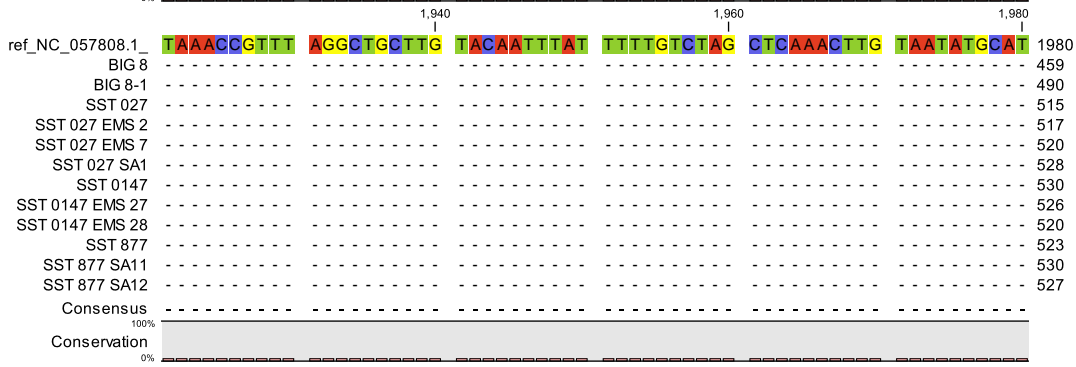 1,940 1,960 1,980
ref_NC_057808.1_ TAAACCGTTT AGGCTGCTTG TACAATTTAT TTTTGTCTAG CTCAAACTTG TAATATGCAT 1980
BIG 8 - - - - - - - - - - - - - - - - - - - - - - - - - - - - - - - - - - - - - - - - - - - - - - - - - - - - - - - - - - - - 459
BIG 8-1 - - - - - - - - - - - - - - - - - - - - - - - - - - - - - - - - - - - - - - - - - - - - - - - - - - - - - - - - - - - - 490
SST 027 - - - - - - - - - - - - - - - - - - - - - - - - - - - - - - - - - - - - - - - - - - - - - - - - - - - - - - - - - - - - 515
SST 027 EMS 2 - - - - - - - - - - - - - - - - - - - - - - - - - - - - - - - - - - - - - - - - - - - - - - - - - - - - - - - - - - - - 517
SST 027 EMS 7 - - - - - - - - - - - - - - - - - - - - - - - - - - - - - - - - - - - - - - - - - - - - - - - - - - - - - - - - - - - - 520
SST 027 SA1 - - - - - - - - - - - - - - - - - - - - - - - - - - - - - - - - - - - - - - - - - - - - - - - - - - - - - - - - - - - - 528
SST 0147 - - - - - - - - - - - - - - - - - - - - - - - - - - - - - - - - - - - - - - - - - - - - - - - - - - - - - - - - - - - - 530
SST 0147 EMS 27 - - - - - - - - - - - - - - - - - - - - - - - - - - - - - - - - - - - - - - - - - - - - - - - - - - - - - - - - - - - - 526
SST 0147 EMS 28 - - - - - - - - - - - - - - - - - - - - - - - - - - - - - - - - - - - - - - - - - - - - - - - - - - - - - - - - - - - - 520
SST 877 - - - - - - - - - - - - - - - - - - - - - - - - - - - - - - - - - - - - - - - - - - - - - - - - - - - - - - - - - - - - 523
SST 877 SA11 - - - - - - - - - - - - - - - - - - - - - - - - - - - - - - - - - - - - - - - - - - - - - - - - - - - - - - - - - - - - 530
SST 877 SA12 - - - - - - - - - - - - - - - - - - - - - - - - - - - - - - - - - - - - - - - - - - - - - - - - - - - - - - - - - - - - 527
Consensus - - - - - - - - - - - - - - - - - - - - - - - - - - - - - - - - - - - - - - - - - - - - - - - - - - - - - - - - - - - -
100%
Conservation
0%